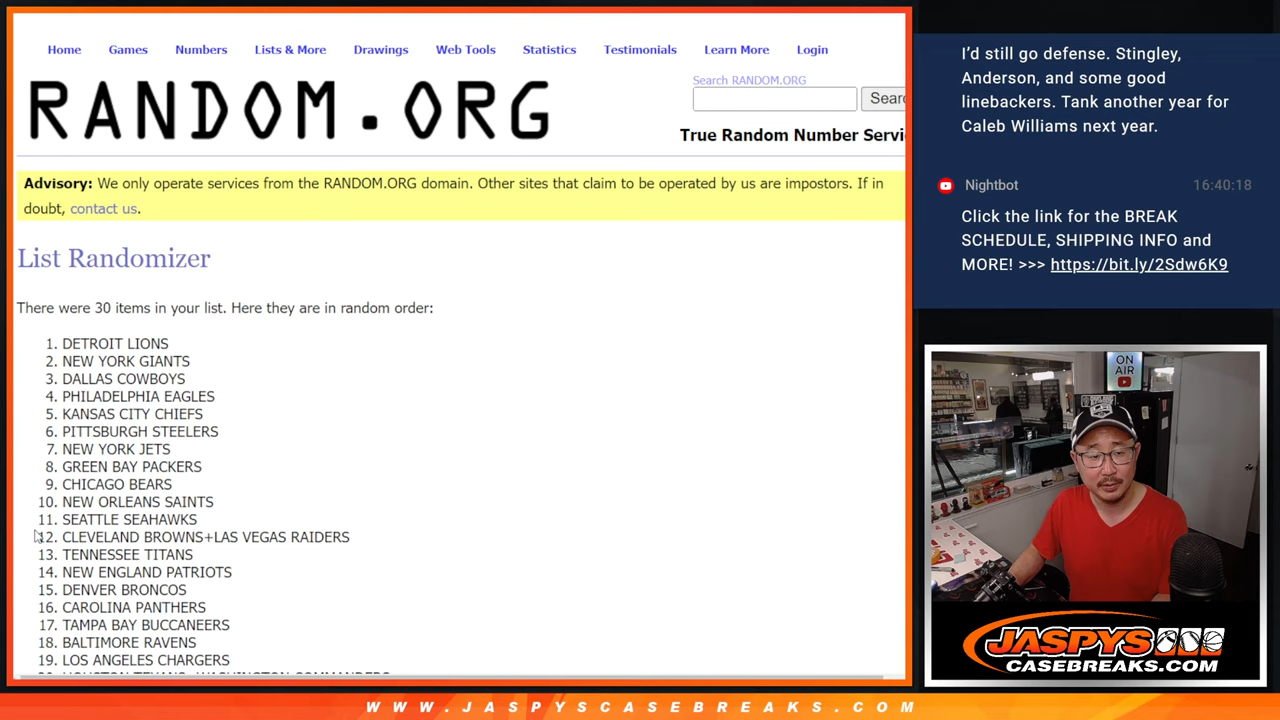 Home Games Numbers Lists & More Drawings Web Tools Statistics Testimonials Learn More Login
RANDOM.ORG
Search RANDOM.ORG
Searc
True Random Number Servi
Advisory: We only operate services from the RANDOM.ORG domain. Other sites that claim to be operated by us are impostors. If in
doubt, contact us.
List Randomizer
There were 30 items in your list. Here they are in random order:
1. DETROIT LIONS
2. NEW YORK GIANTS
3. DALLAS COWBOYS
4. PHILADELPHIA EAGLES
5. KANSAS CITY CHIEFS
6. PITTSBURGH STEELERS
7. NEW YORK JETS
8. GREEN BAY PACKERS
9. CHICAGO BEARS
10. NEW ORLEANS SAINTS
11. SEATTLE SEAHAWKS
12. CLEVELAND BROWNS+LAS VEGAS RAIDERS
13. TENNESSEE TITANS
14. NEW ENGLAND PATRIOTS
15. DENVER BRONCOS
16. CAROLINA PANTHERS
17. TAMPA BAY BUCCANEERS
18. BALTIMORE RAVENS
19. LOS ANGELES CHARGERS
20. HOUSTON TEXANS+WASHINGTON COMMANDERS
I'd still go defense. Stingley,
Anderson, and some good
linebackers. Tank another year for
Caleb Williams next year.
Nightbot 16:40:18
Click the link for the BREAK
SCHEDULE, SHIPPING INFO and
MORE! >>> https://bit.ly/2Sdw6K9
ON
AIR
JASPYS
CASEBREAKS.COM
WWW.JASPYSCASEBREAKS.COM